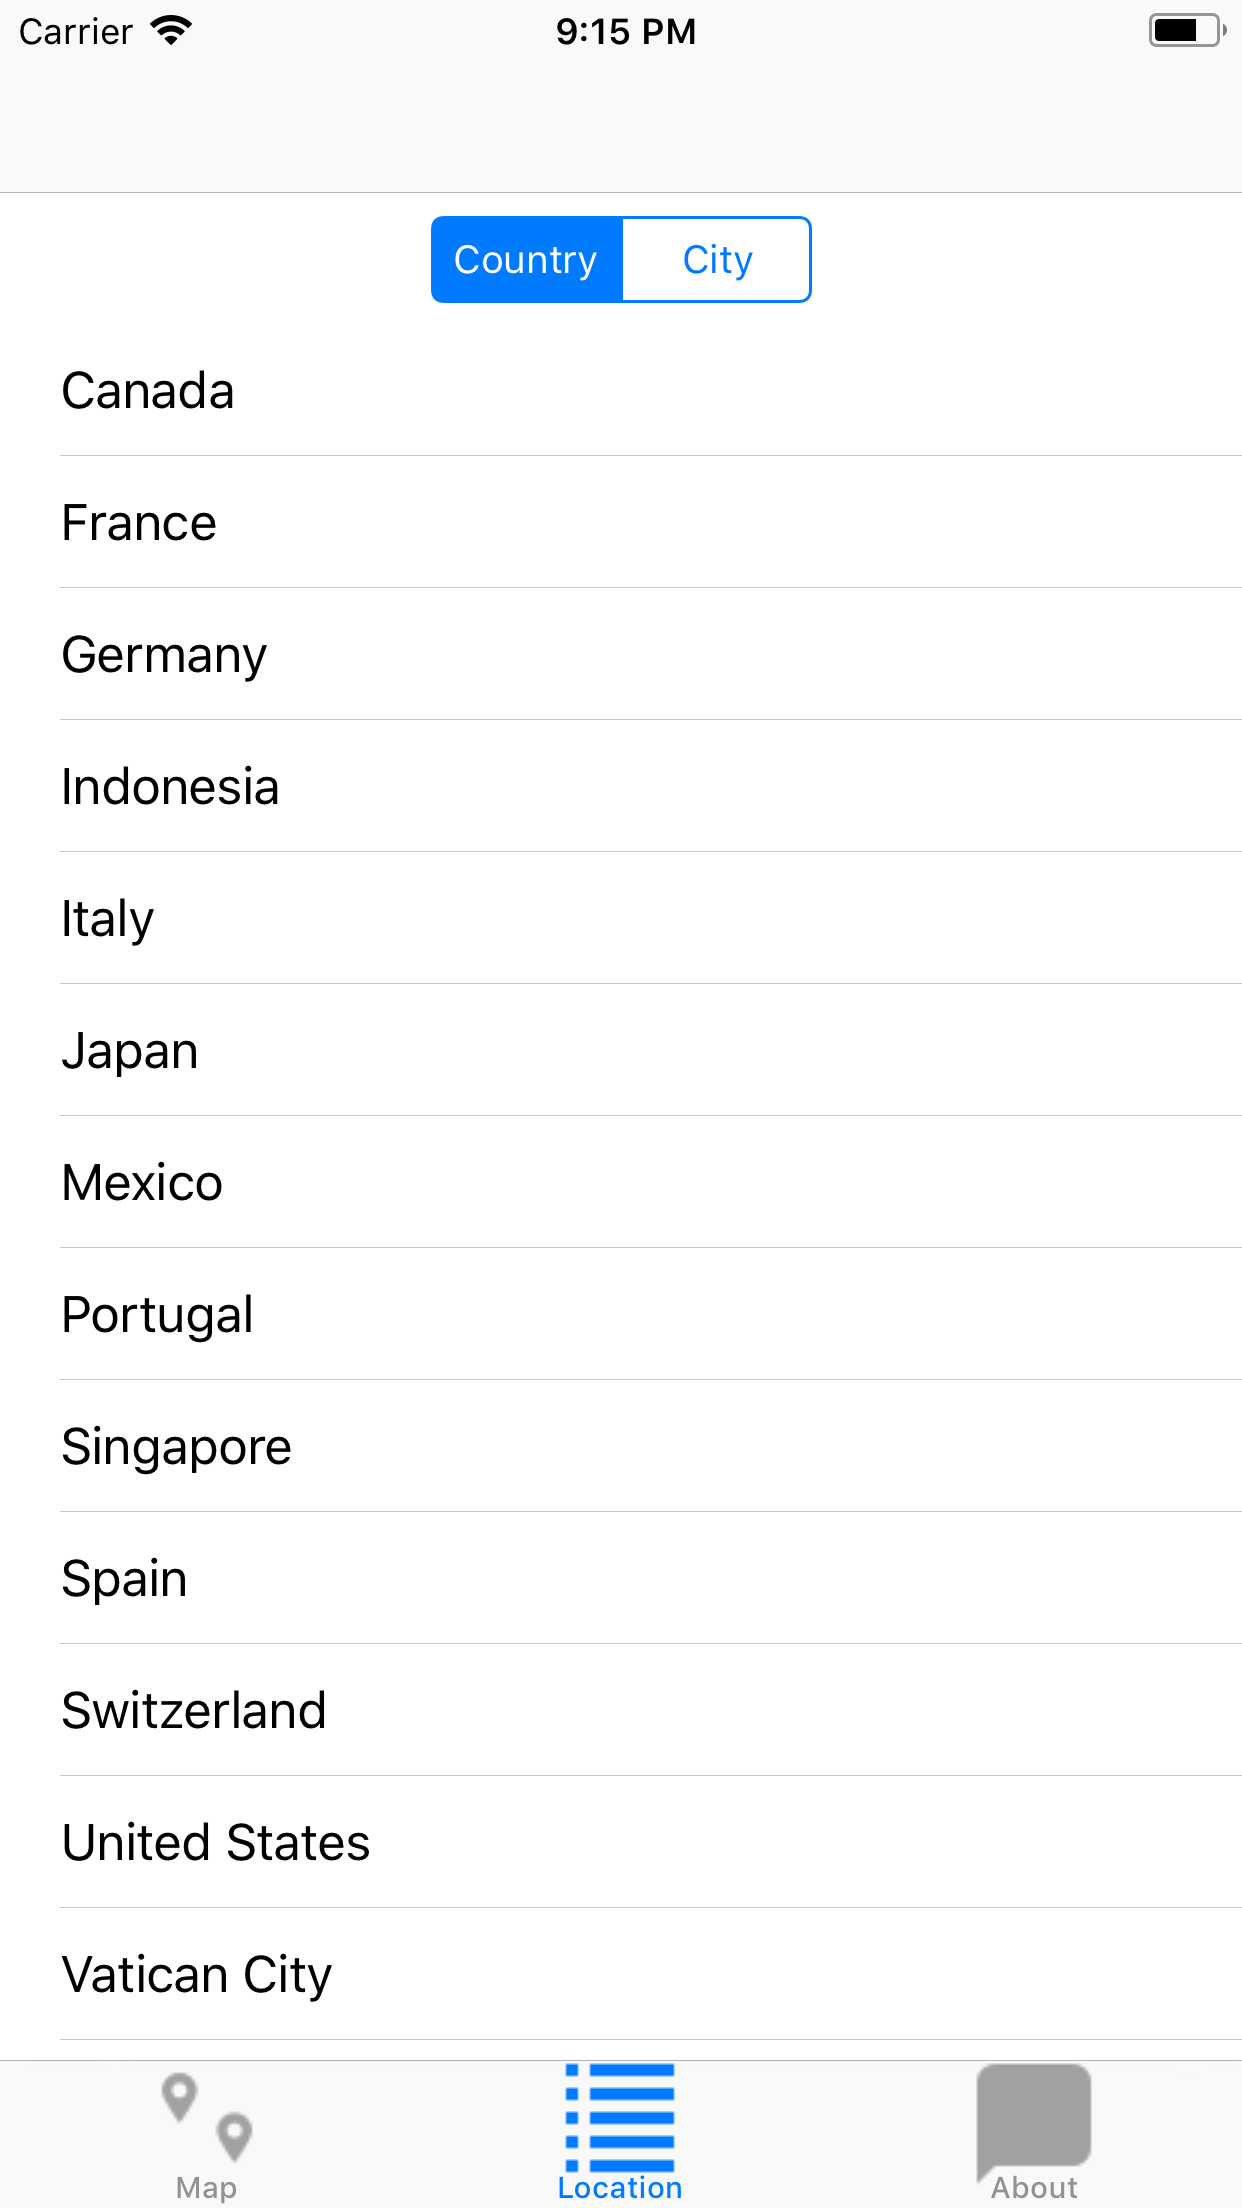 Carrier 9:15 PM
Country City
Canada
France
Germany
Indonesia
Italy
Japan
Mexico
Portugal
Singapore
Spain
Switzerland
United States
Vatican City
Map Location About